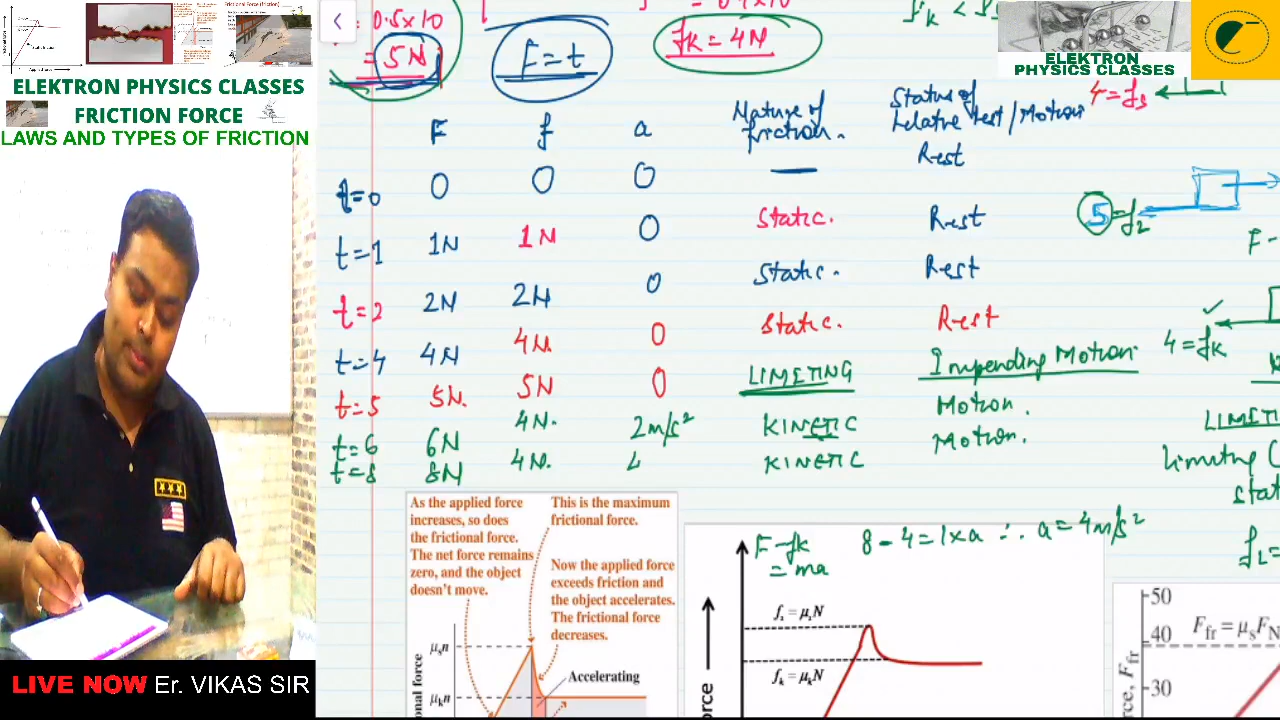 ELEKTRON PHYSICS CLASSES
FRICTION FORCE
LAWS AND TYPES OF FRICTION
LIVE NOW Er. VIKAS SIR
ELEKTRON
PHYSICS CLASSES
= 0.5×10
= 5N
F = t
fk = 4N
F f a Nature of friction. Status of relative rest/Motion
t=0 0 0 0 — Rest
t=1 1N 1N 0 Static. Rest
t=2 2N 2N 0 Static. Rest
t=4 4N 4N 0 Static. Rest
t=5 5N. 5N 0 LIMETING Impending Motion
t=6 6N 4N. 2m/s² KINETIC Motion.
t=8 8N 4N. 4 KINETIC Motion.
4=f3
5=f2
F-
4=fk
LIMETING
limiting
stat
As the applied force
increases, so does
the frictional force.
The net force remains
zero, and the object
doesn't move.
This is the maximum
frictional force.
Now the applied force
exceeds friction and
the object accelerates.
The frictional force
decreases.
μsn
μkn
Accelerating
F-fk
= ma
8-4=1×a ∴ a=4m/s²
fs = μsN
fk = μkN
50
40
30
Ffr = μsFN